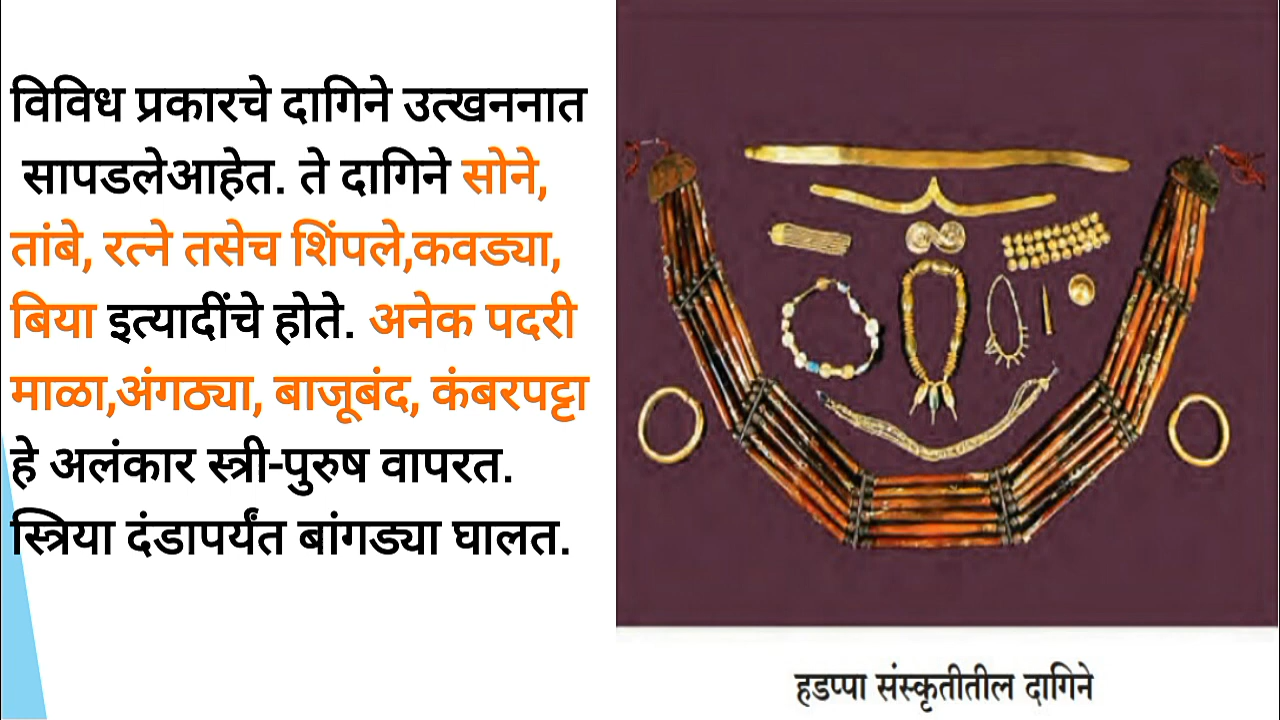 विविध प्रकारचे दागिने उत्खननात
सापडलेआहेत. ते दागिने सोने,
तांबे, रत्ने तसेच शिंपले,कवड्या,
बिया इत्यादींचे होते. अनेक पदरी
माळा,अंगठ्या, बाजूबंद, कंबरपट्टा
हे अलंकार स्त्री-पुरुष वापरत.
स्त्रिया दंडापर्यंत बांगड्या घालत.
हडप्पा संस्कृतीतील दागिने